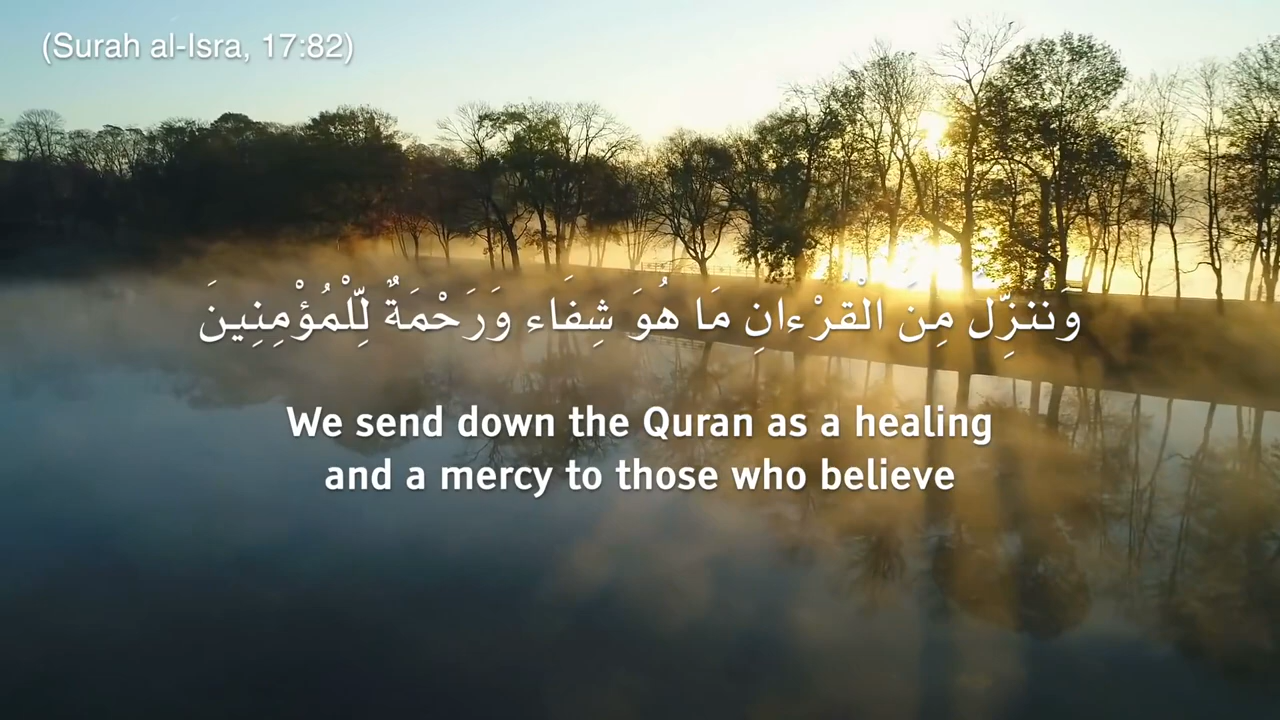 (Surah al-Isra, 17:82)
وَنُنَزِّل مِنَ الْقُرْءانِ مَا هُوَ شِفَاء وَرَحْمَةٌ لِّلْمُؤْمِنِينَ
We send down the Quran as a healing
and a mercy to those who believe